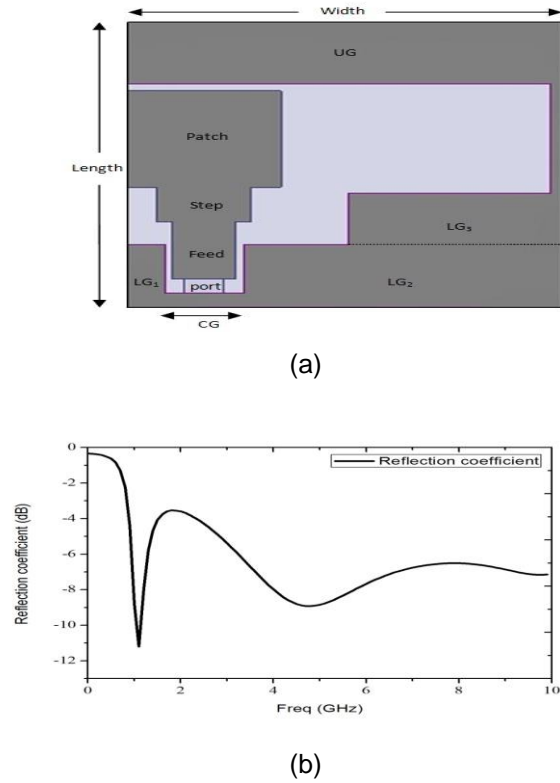 Width
UG
Patch
Length
Step
LG₃
Feed
LG₁
port
LG₂
CG
(a)
0
Reflection coefficient
-2
-4
-6
-8
-10
-12
Reflection coefficient (dB)
0 2 4 6 8 10
Freq (GHz)
(b)